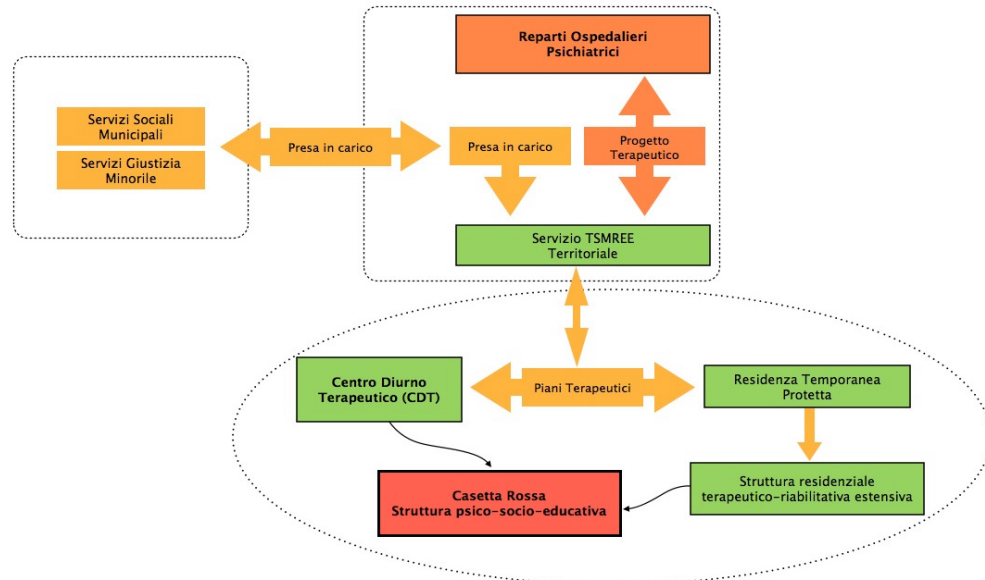 Reparti Ospedalieri
Psichiatrici
Servizi Sociali
Municipali
Servizi Giustizia
Minorile
Presa in carico
Presa in carico
Progetto
Terapeutico
Servizio TSMREE
Territoriale
Centro Diurno
Terapeutico (CDT)
Piani Terapeutici
Residenza Temporanea
Protetta
Casetta Rossa
Struttura psico-socio-educativa
Struttura residenziale
terapeutico-riabilitativa estensiva